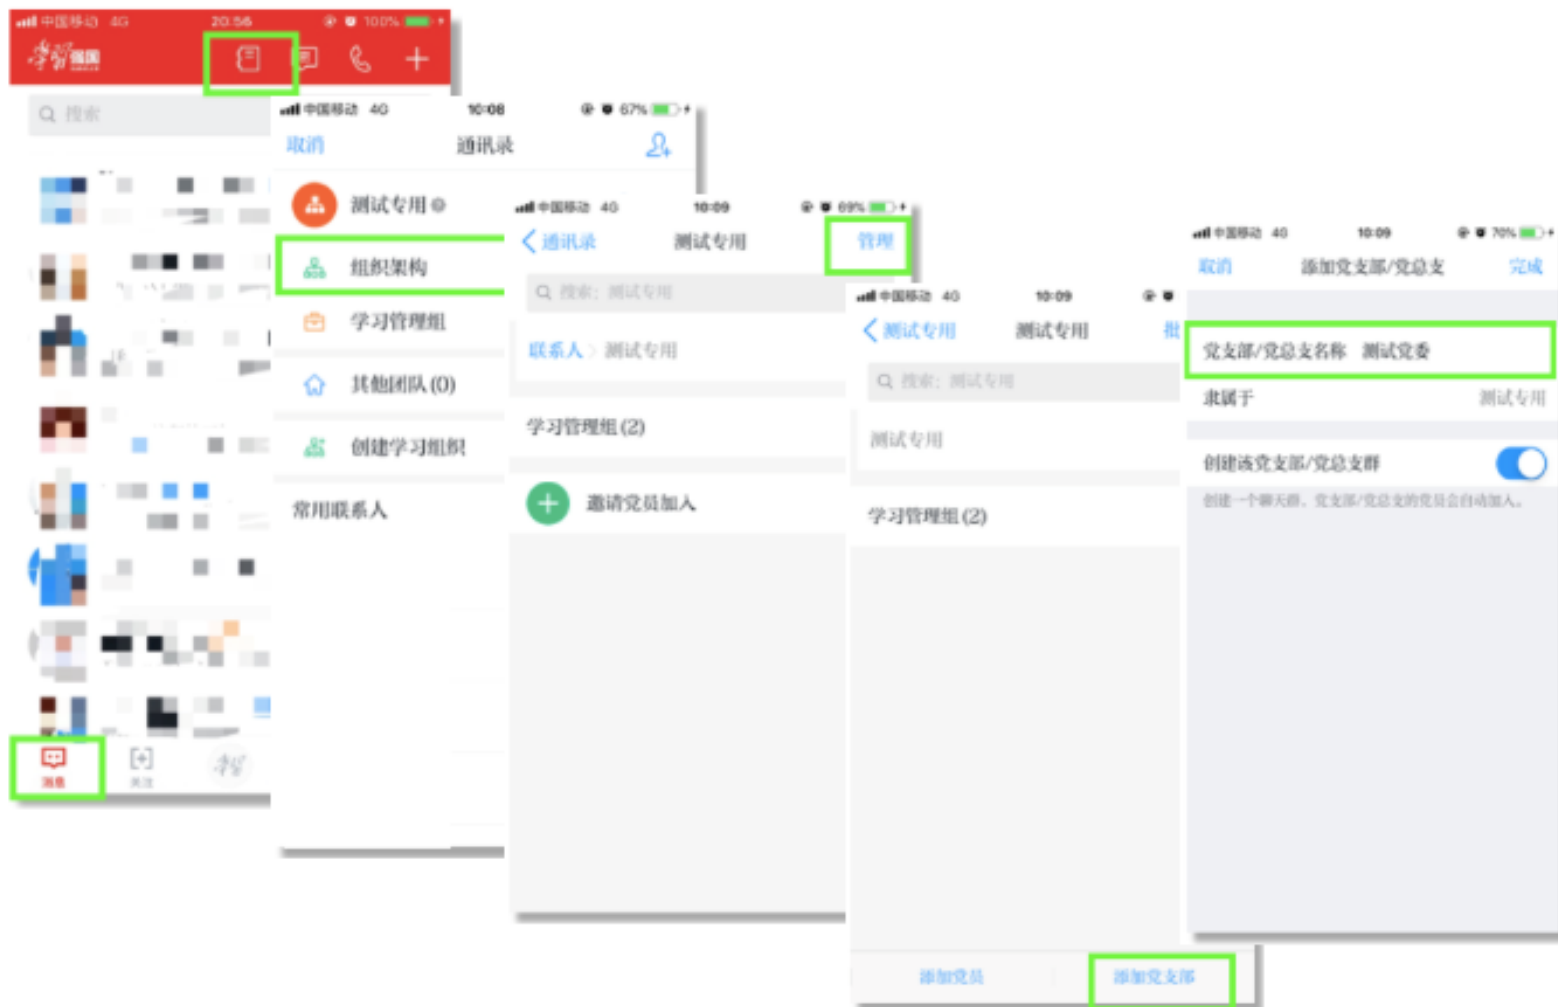 中国移动 4G 20:56 100%
学习强国
搜索
消息
关注
学习
中国移动 4G 10:08 67%
取消 通讯录
测试专用
组织架构
学习管理组
其他团队(0)
创建学习组织
常用联系人
中国移动 4G 10:09 69%
通讯录 测试专用 管理
搜索：测试专用
联系人 > 测试专用
学习管理组(2)
邀请党员加入
中国移动 4G 10:09
测试专用 测试专用 批
搜索：测试专用
测试专用
学习管理组(2)
添加党员 添加党支部
中国移动 4G 10:09 70%
取消 添加党支部/党总支 完成
党支部/党总支名称 测试党委
隶属于 测试专用
创建该党支部/党总支群
创建一个聊天群，党支部/党总支的党员会自动加入。